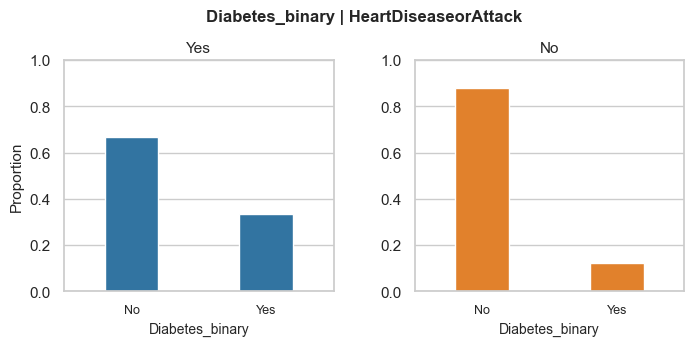 Diabetes_binary | HeartDiseaseorAttack
Yes
1.0
0.8
0.6
0.4
0.2
0.0
Proportion
No
Yes
Diabetes_binary
No
1.0
0.8
0.6
0.4
0.2
0.0
No
Yes
Diabetes_binary